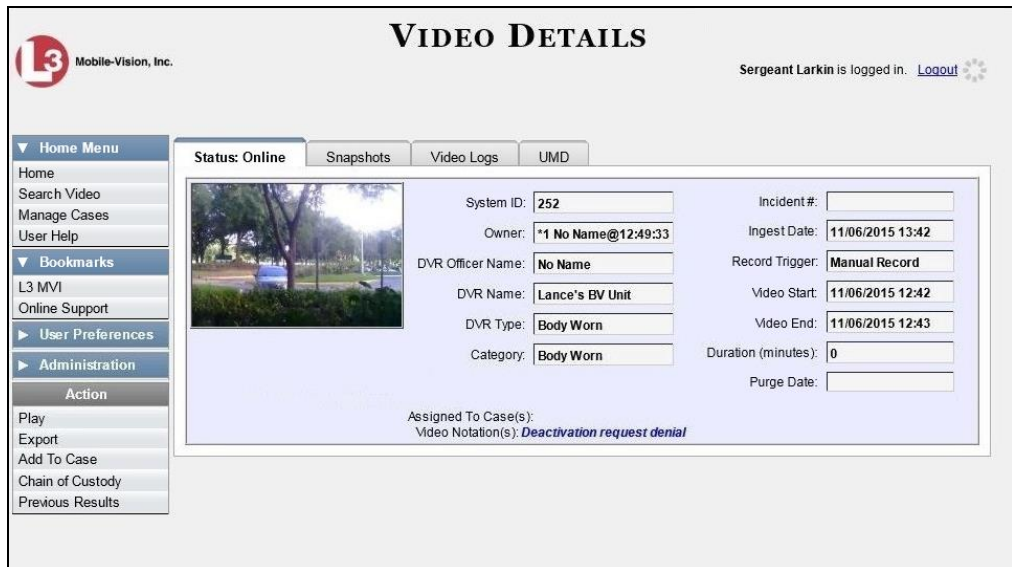 VIDEO DETAILS
L3 Mobile-Vision, Inc.
Sergeant Larkin is logged in. Logout
▼ Home Menu
Home
Search Video
Manage Cases
User Help
▼ Bookmarks
L3 MVI
Online Support
▶ User Preferences
▶ Administration
Action
Play
Export
Add To Case
Chain of Custody
Previous Results
Status: Online
Snapshots
Video Logs
UMD
System ID: 252
Owner: *1 No Name@12:49:33
DVR Officer Name: No Name
DVR Name: Lance's BV Unit
DVR Type: Body Worn
Category: Body Worn
Incident #:
Ingest Date: 11/06/2015 13:42
Record Trigger: Manual Record
Video Start: 11/06/2015 12:42
Video End: 11/06/2015 12:43
Duration (minutes): 0
Purge Date:
Assigned To Case(s):
Video Notation(s): Deactivation request denial